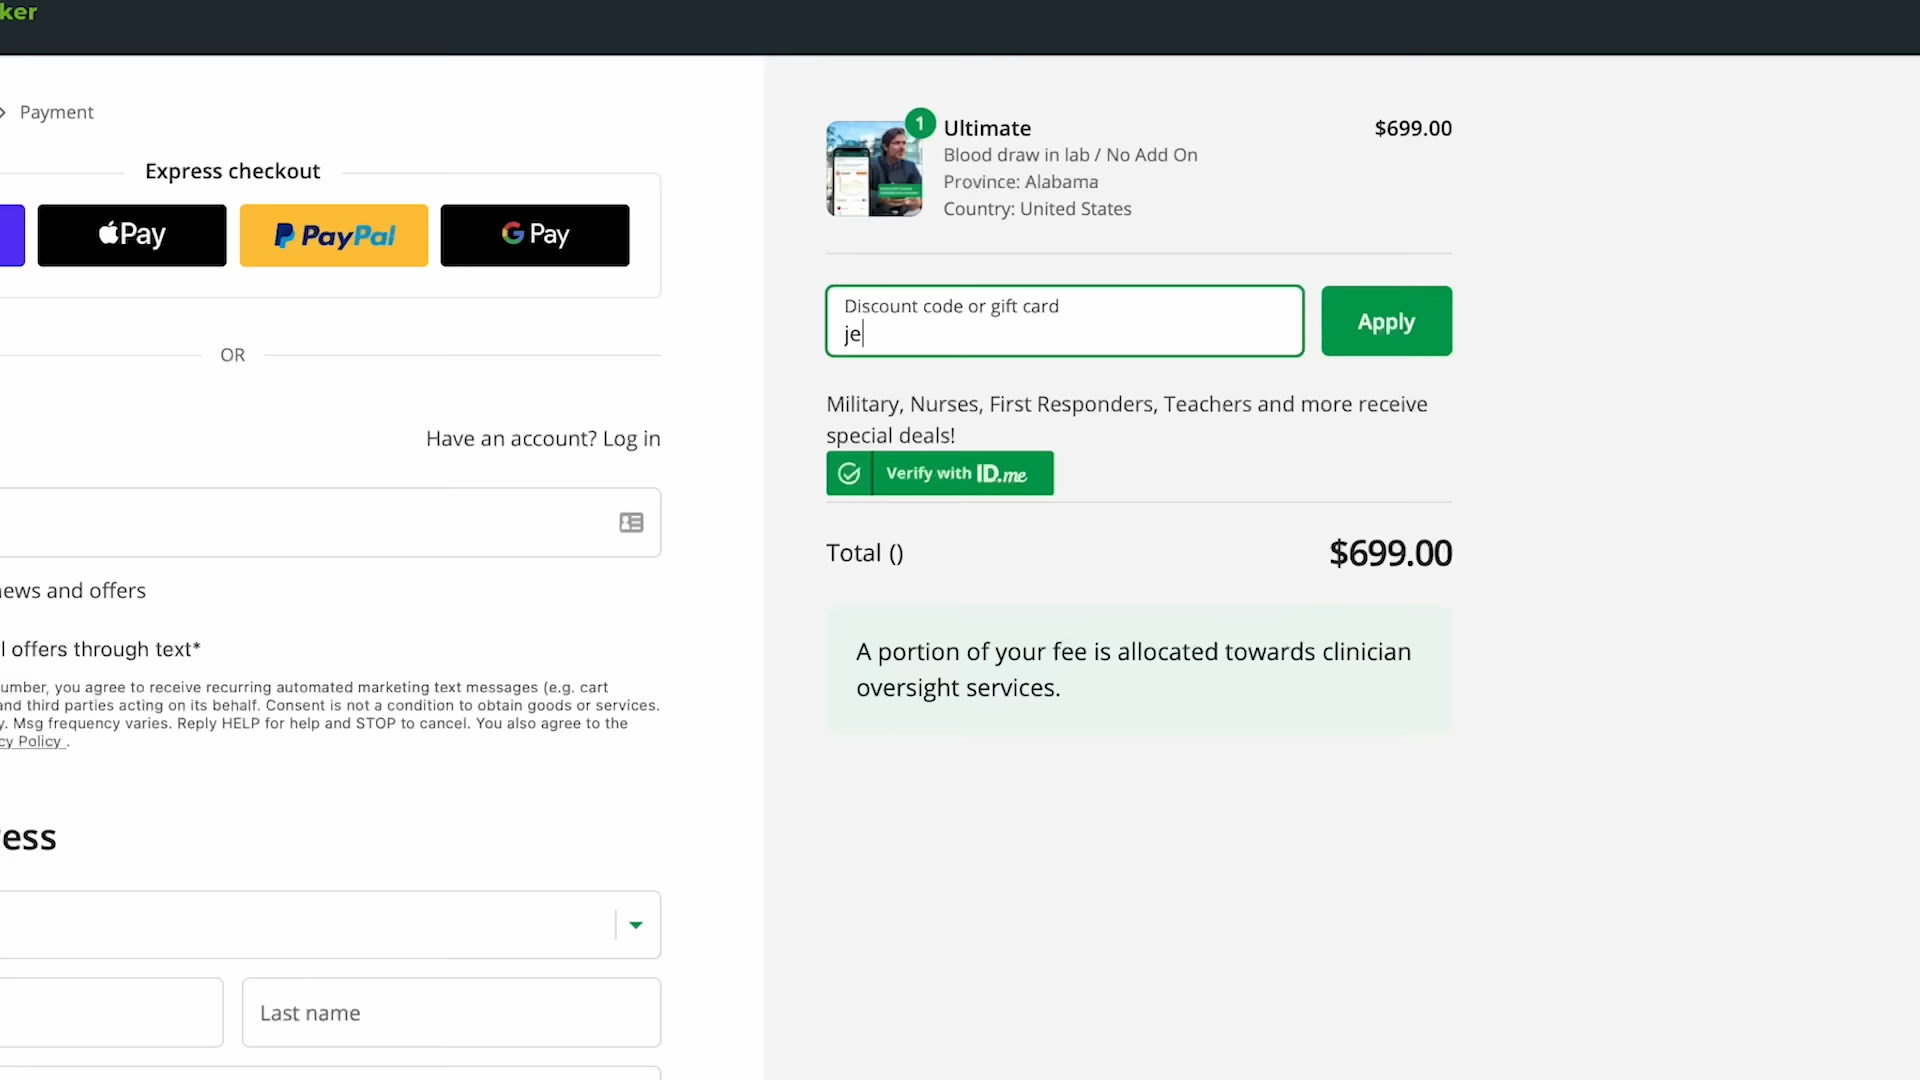 ker
Payment
Express checkout
Pay
PayPal
G Pay
OR
Have an account? Log in
news and offers
l offers through text*
umber, you agree to receive recurring automated marketing text messages (e.g. cart
and third parties acting on its behalf. Consent is not a condition to obtain goods or services.
y. Msg frequency varies. Reply HELP for help and STOP to cancel. You also agree to the
cy Policy .
ess
Last name
1
Ultimate
$699.00
Blood draw in lab / No Add On
Province: Alabama
Country: United States
Discount code or gift card
je
Apply
Military, Nurses, First Responders, Teachers and more receive
special deals!
Verify with ID.me
Total ()
$699.00
A portion of your fee is allocated towards clinician
oversight services.